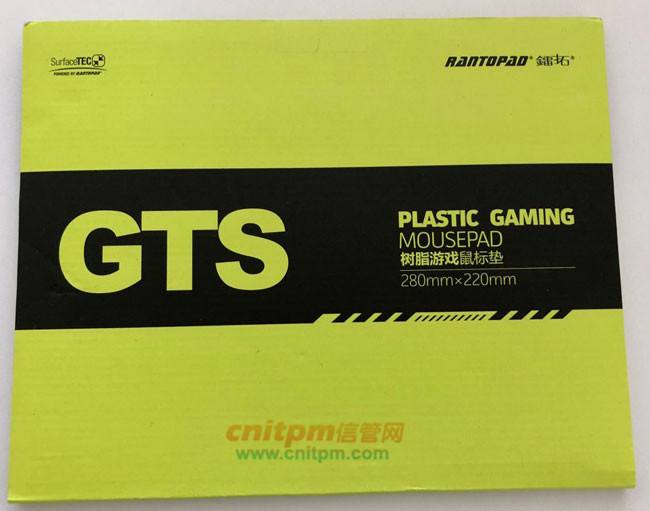 SurfaceTEC
POWERED BY RANTOPAD
RANTOPAD® 鐳拓®
GTS
PLASTIC GAMING
MOUSEPAD
树脂游戏鼠标垫
280mm×220mm
cnitpm信管网
www.cnitpm.com